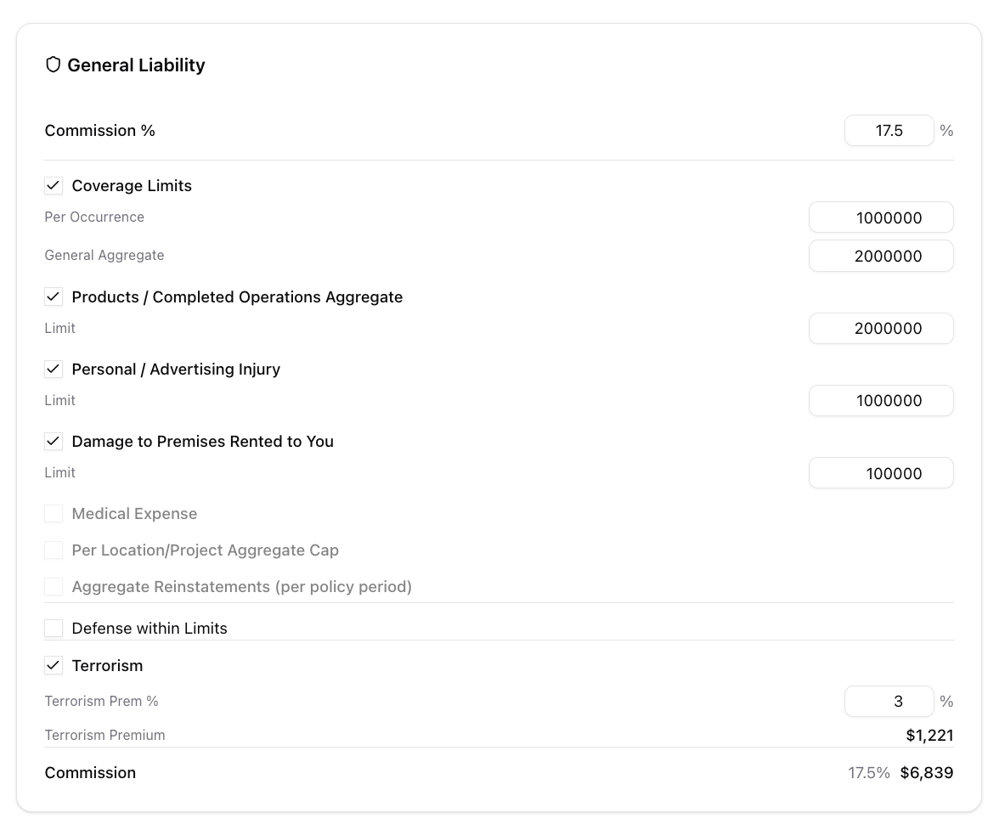 General Liability
Commission % 17.5 %
Coverage Limits
Per Occurrence 1000000
General Aggregate 2000000
Products / Completed Operations Aggregate
Limit 2000000
Personal / Advertising Injury
Limit 1000000
Damage to Premises Rented to You
Limit 100000
Medical Expense
Per Location/Project Aggregate Cap
Aggregate Reinstatements (per policy period)
Defense within Limits
Terrorism
Terrorism Prem % 3 %
Terrorism Premium $1,221
Commission 17.5% $6,839